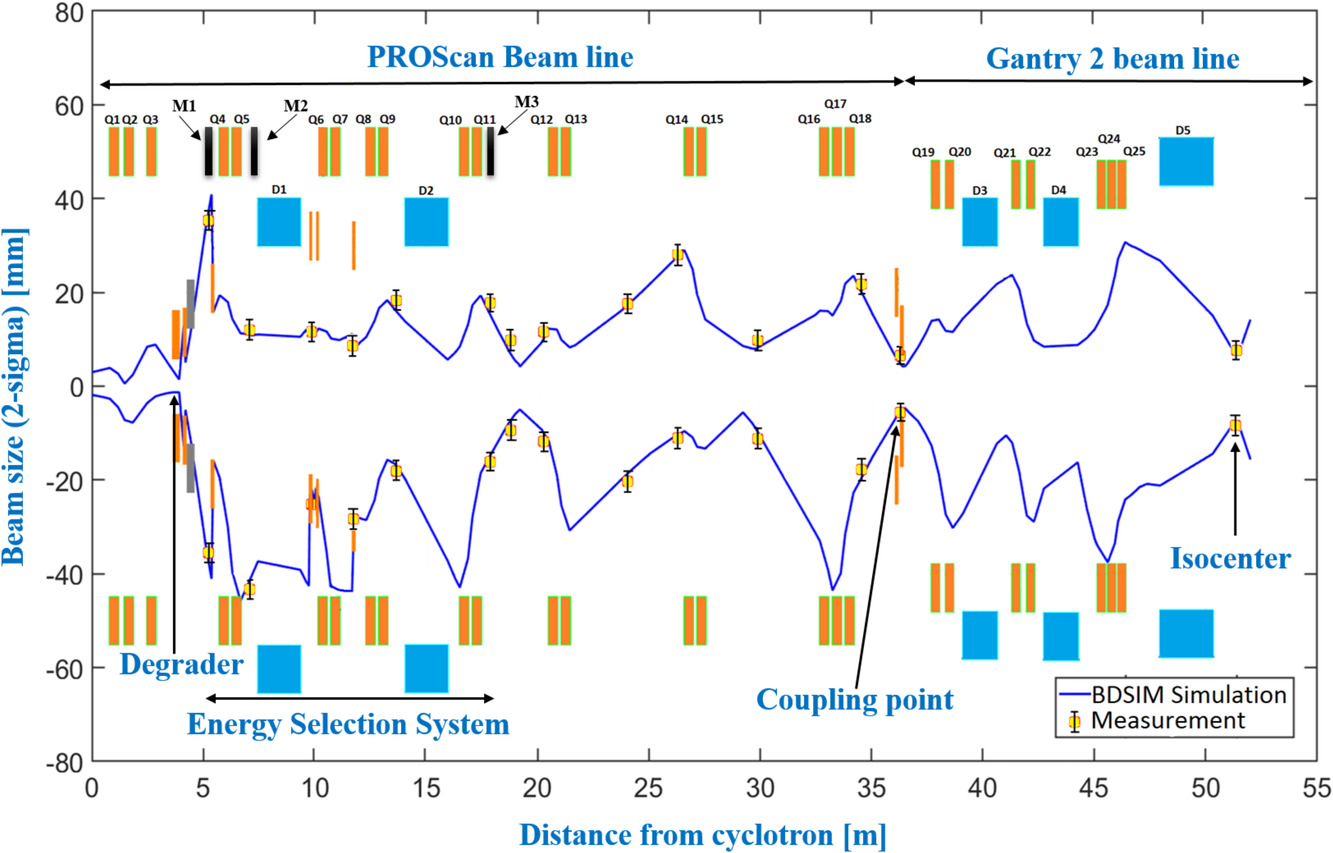 80
PROScan Beam line
Gantry 2 beam line
60
M1
M2
M3
Q1 Q2 Q3 Q4 Q5 Q6 Q7 Q8 Q9 Q10 Q11 Q12 Q13 Q14 Q15 Q16 Q17 Q18
Q19 Q20 Q21 Q22 Q23 Q24 Q25
D5
40
D1 D2 D3 D4
20
0
-20
-40
-60
-80
Beam size (2-sigma) [mm]
Isocenter
Degrader
Coupling point
Energy Selection System
BDSIM Simulation
Measurement
0 5 10 15 20 25 30 35 40 45 50 55
Distance from cyclotron [m]